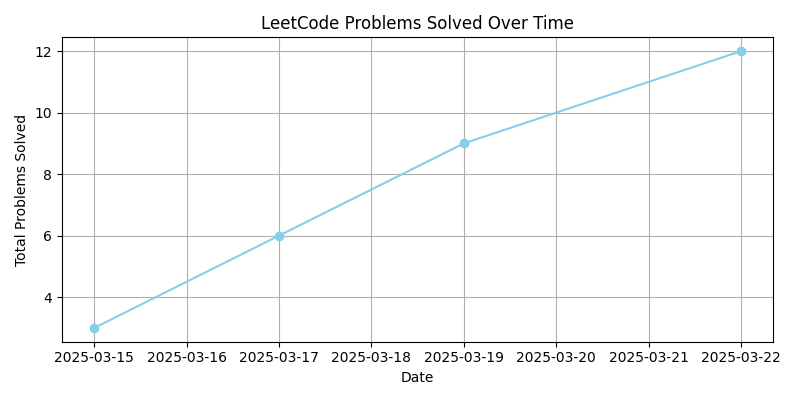 LeetCode Problems Solved Over Time
Total Problems Solved
12
10
8
6
4
2025-03-15 2025-03-16 2025-03-17 2025-03-18 2025-03-19 2025-03-20 2025-03-21 2025-03-22
Date